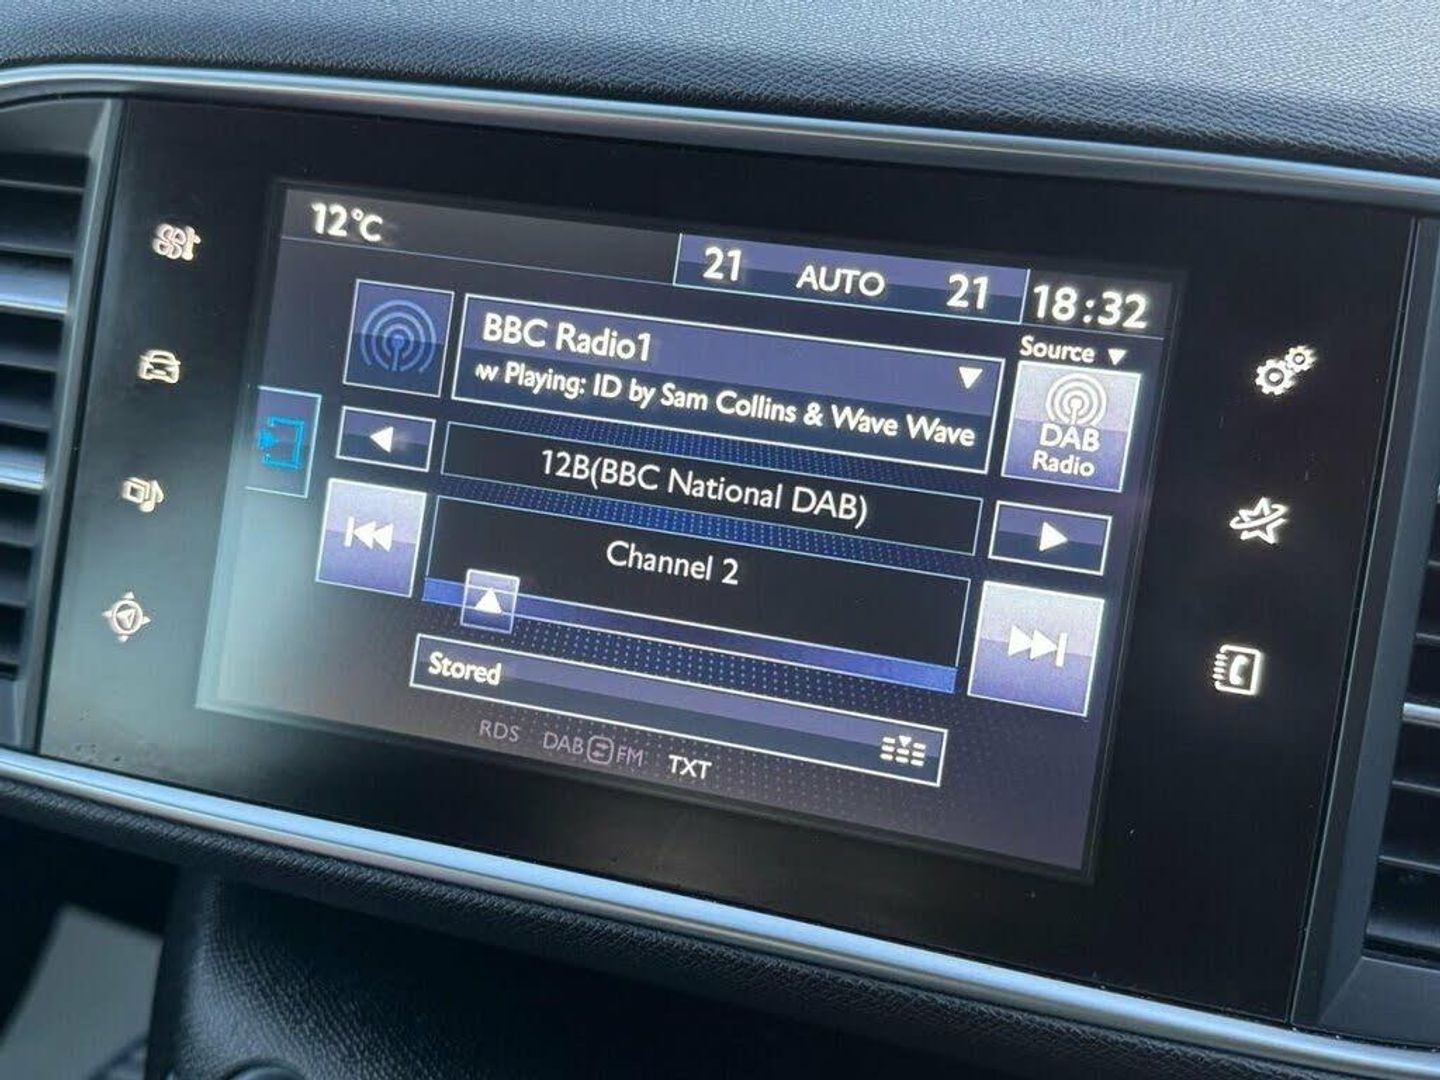 12°C
21 AUTO 21
18:32
BBC Radio1
w Playing: ID by Sam Collins & Wave Wave
Source
DAB
Radio
12B(BBC National DAB)
Channel 2
Stored
RDS DAB FM TXT